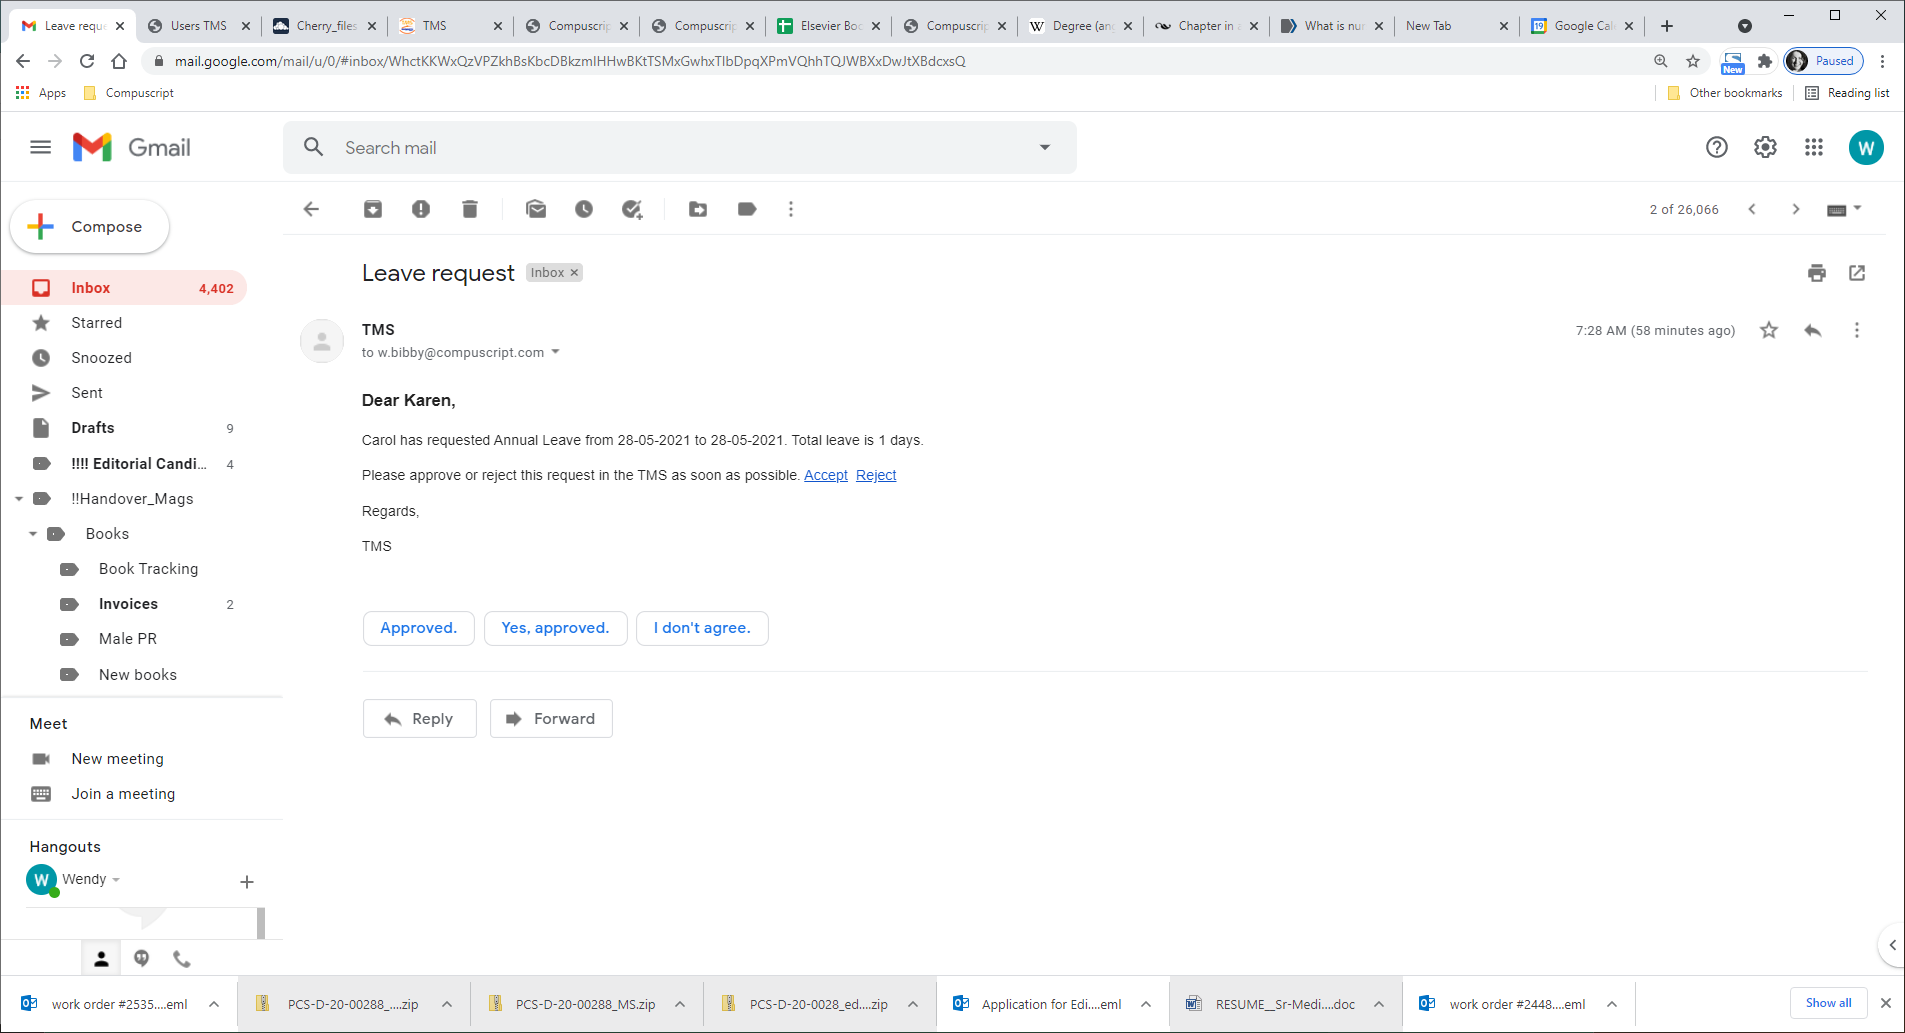 Leave reque
Users TMS
Cherry_files
TMS
Compuscrip
Compuscrip
Elsevier Boo
Compuscrip
W Degree (ang
Chapter in a
What is nur
New Tab
19 Google Cal
mail.google.com/mail/u/0/#inbox/WhctKKWxQzVPZkhBsKbcDBkzmlHHwBKtTSMxGwhxTlbDpqXPmVQhhTQJWBXxDwJtXBdcxsQ
New
Paused
Apps
Compuscript
Other bookmarks
Reading list
Gmail
Search mail
W
Compose
2 of 26,066
Inbox 4,402
Starred
Snoozed
Sent
Drafts 9
!!!! Editorial Candi... 4
!!Handover_Mags
Books
Book Tracking
Invoices 2
Male PR
New books
Meet
New meeting
Join a meeting
Hangouts
W Wendy
Leave request Inbox
TMS
7:28 AM (58 minutes ago)
to w.bibby@compuscript.com
Dear Karen,
Carol has requested Annual Leave from 28-05-2021 to 28-05-2021. Total leave is 1 days.
Please approve or reject this request in the TMS as soon as possible. Accept Reject
Regards,
TMS
Approved. Yes, approved. I don't agree.
Reply Forward
work order #2535....eml
PCS-D-20-00288_....zip
PCS-D-20-00288_MS.zip
PCS-D-20-0028_ed....zip
Application for Edi....eml
RESUME__Sr-Medi....doc
work order #2448....eml
Show all